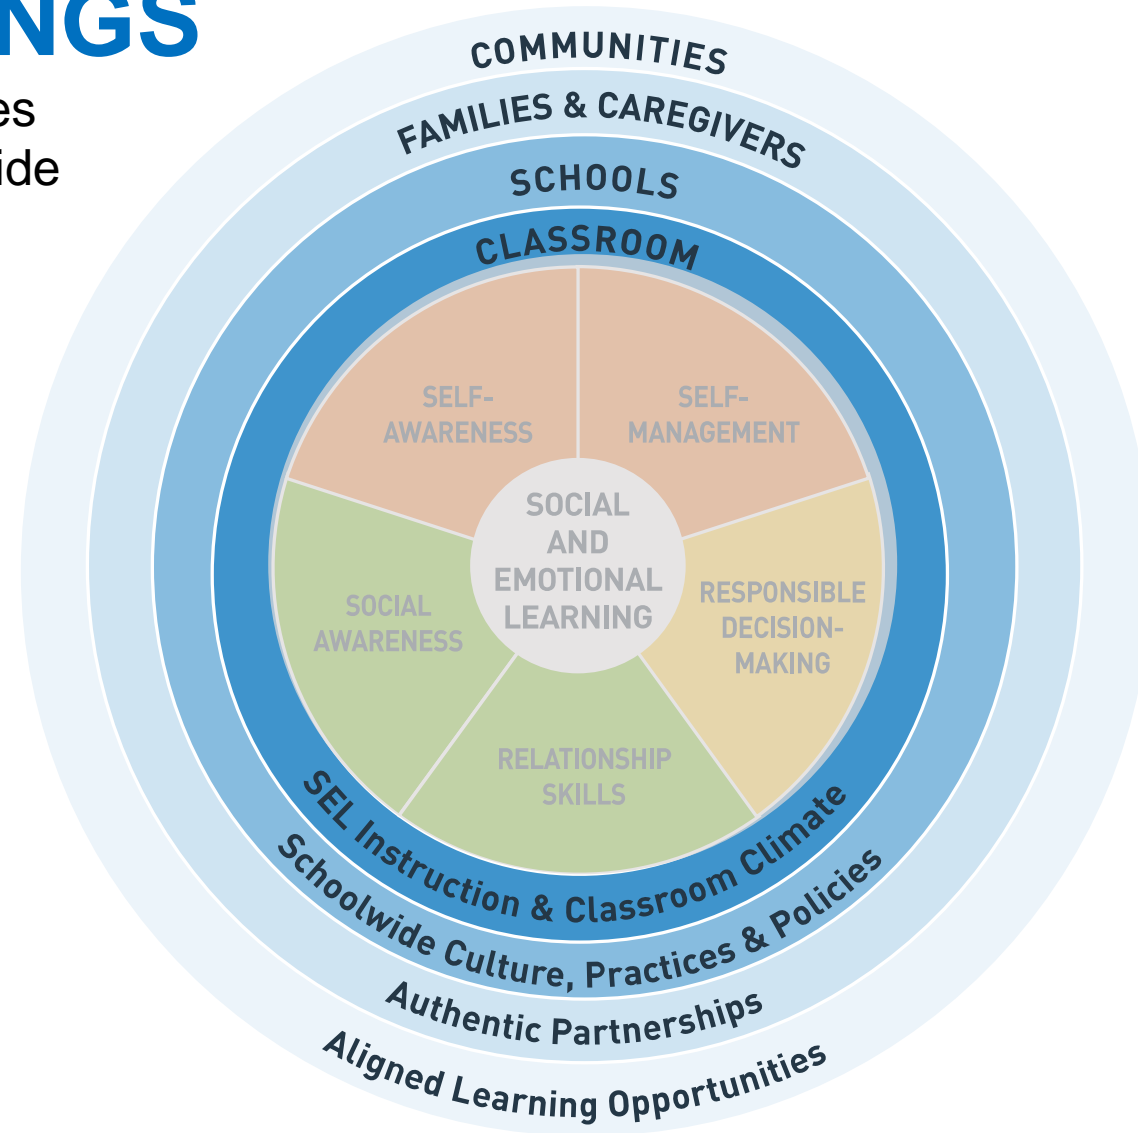 NGS
es
ide
COMMUNITIES
FAMILIES & CAREGIVERS
SCHOOLS
CLASSROOM
SELF-
AWARENESS
SELF-
MANAGEMENT
SOCIAL
AND
EMOTIONAL
LEARNING
SOCIAL
AWARENESS
RESPONSIBLE
DECISION-
MAKING
RELATIONSHIP
SKILLS
SEL Instruction & Classroom Climate
Schoolwide Culture, Practices & Policies
Authentic Partnerships
Aligned Learning Opportunities